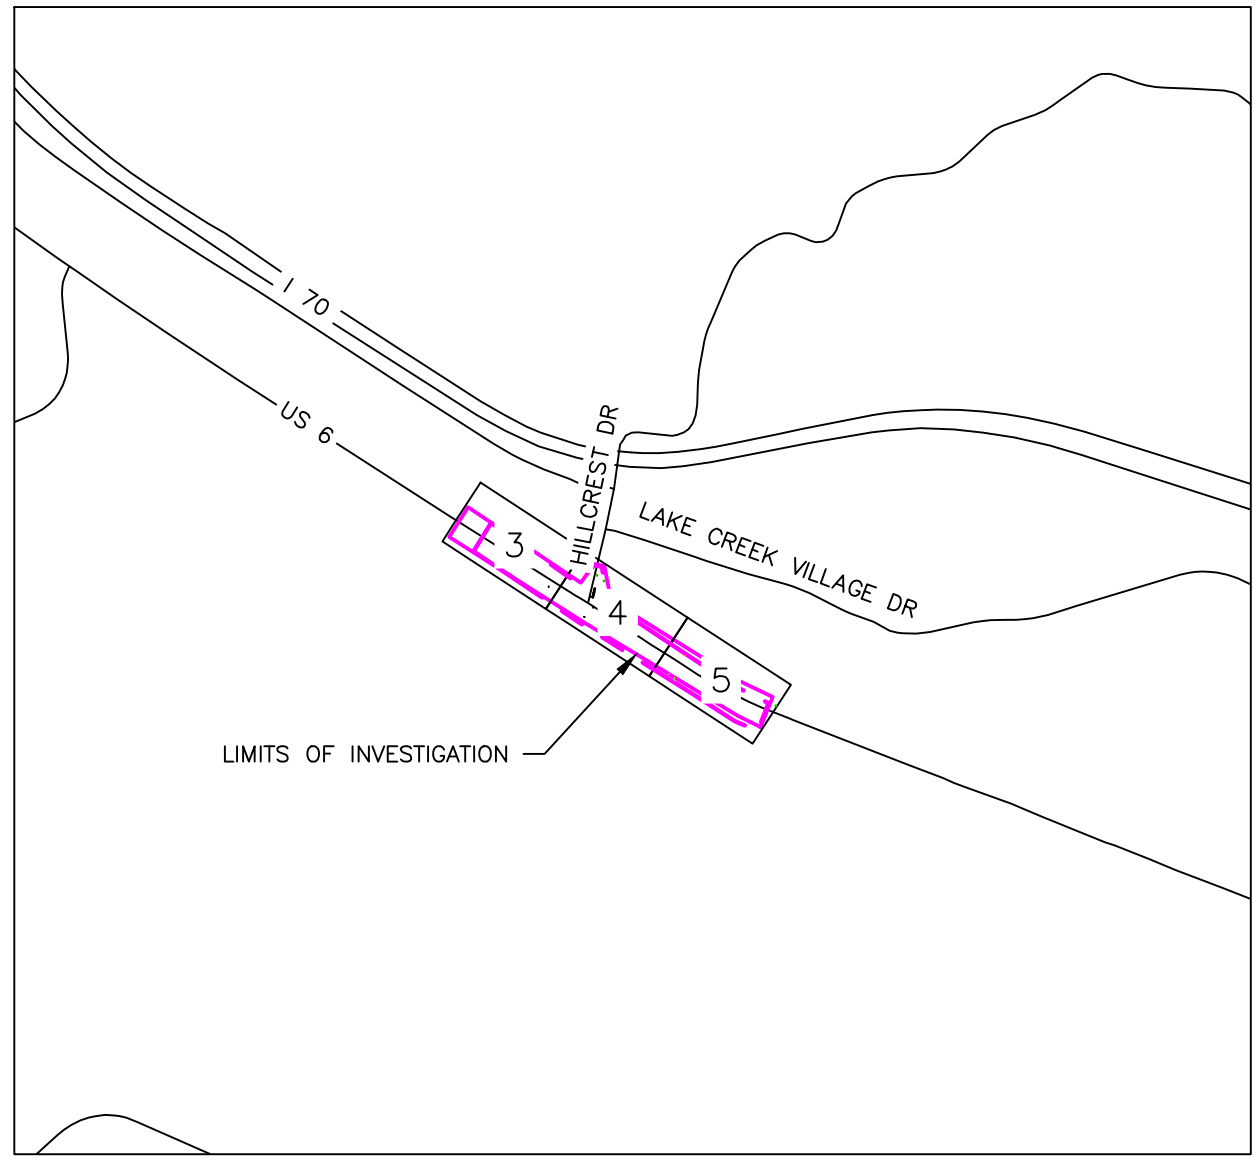 I 70
US 6
HILLCREST DR
LAKE CREEK VILLAGE DR
3
4
5
LIMITS OF INVESTIGATION